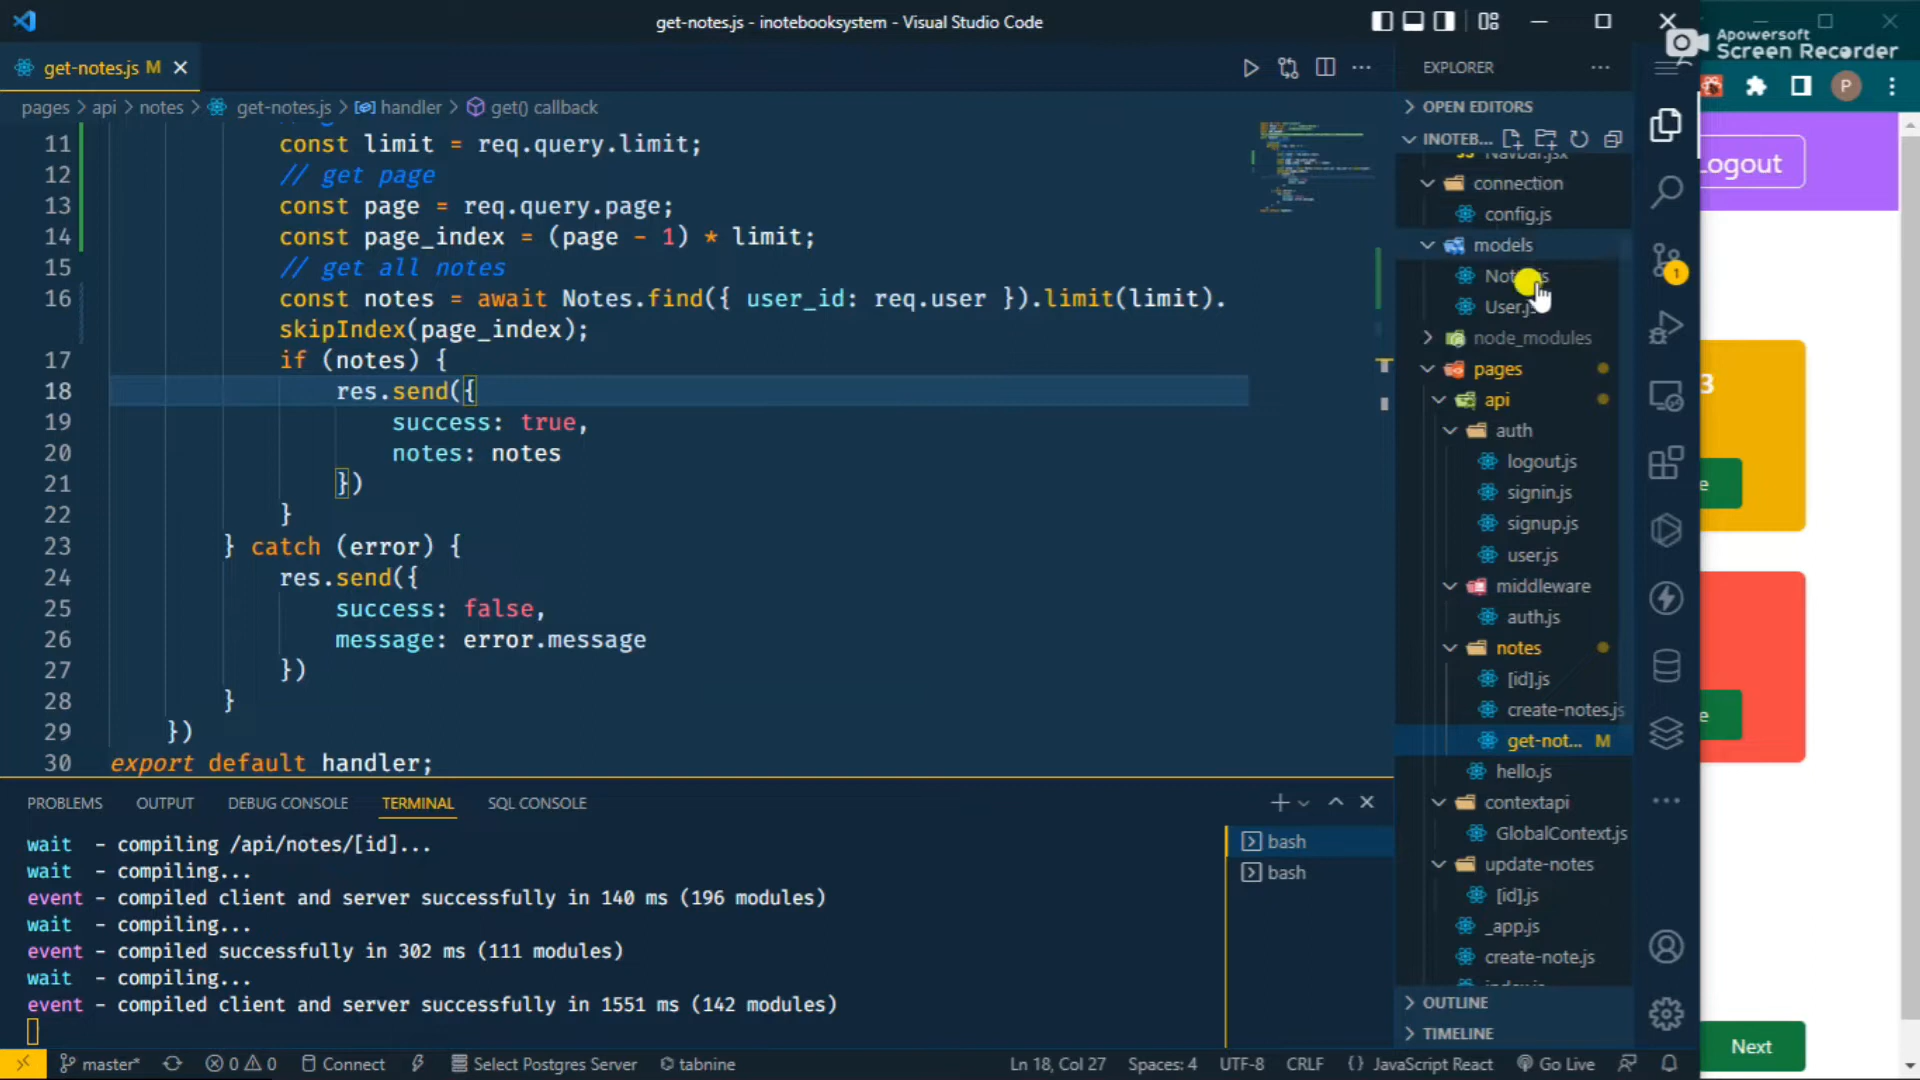 get-notes.js - inotebooksystem - Visual Studio Code
Apowersoft
Screen Recorder
get-notes.js M
EXPLORER
pages > api > notes > get-notes.js > handler > get() callback
OPEN EDITORS
INOTEB...
11 const limit = req.query.limit;
12 // get page
13 const page = req.query.page;
14 const page_index = (page - 1) * limit;
15 // get all notes
16 const notes = await Notes.find({ user_id: req.user }).limit(limit).
skipIndex(page_index);
17 if (notes) {
18 res.send({
19 success: true,
20 notes: notes
21 })
22 }
23 } catch (error) {
24 res.send({
25 success: false,
26 message: error.message
27 })
28 }
29 })
30 export default handler;
Navbar.jsx
connection
config.js
models
User.js
node_modules
pages
api
auth
logout.js
signin.js
signup.js
user.js
middleware
auth.js
notes
[id].js
create-notes.js
get-not... M
hello.js
contextapi
GlobalContext.js
update-notes
[id].js
_app.js
create-note.js
OUTLINE
TIMELINE
1
P
Logout
3
e
e
Next
PROBLEMS OUTPUT DEBUG CONSOLE TERMINAL SQL CONSOLE
wait - compiling /api/notes/[id]...
wait - compiling...
event - compiled client and server successfully in 140 ms (196 modules)
wait - compiling...
event - compiled successfully in 302 ms (111 modules)
wait - compiling...
event - compiled client and server successfully in 1551 ms (142 modules)
bash
bash
master* 0 0 Connect Select Postgres Server tabnine Ln 18, Col 27 Spaces: 4 UTF-8 CRLF {} JavaScript React Go Live